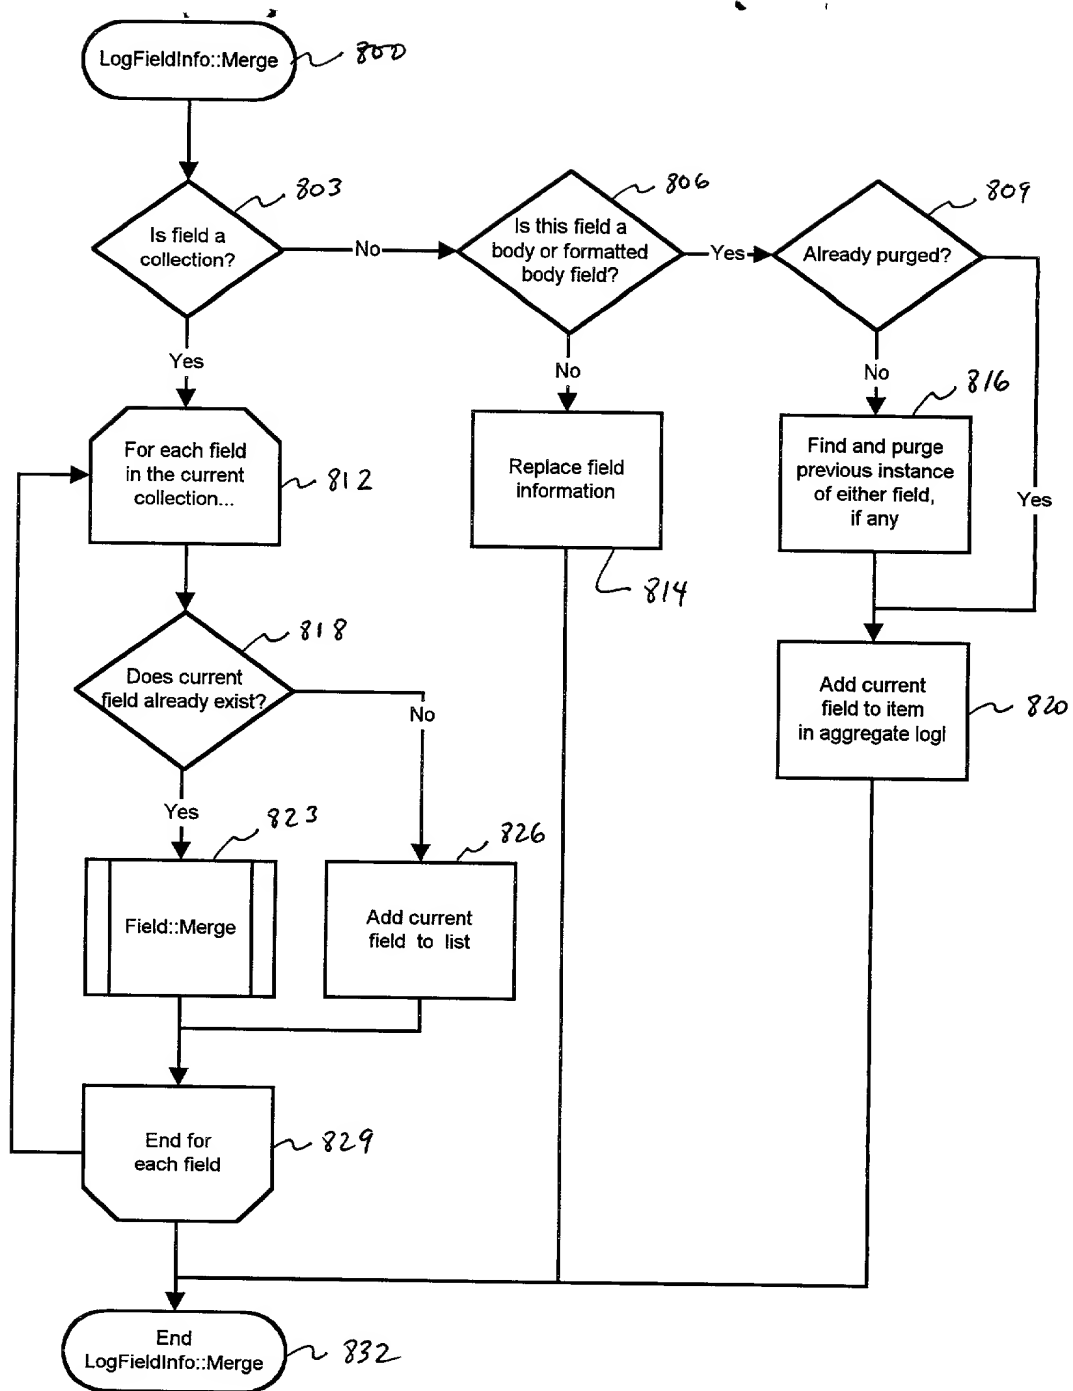 LogFieldInfo::Merge
800
Is field a
collection?
803
No
Is this field a
body or formatted
body field?
806
Yes
Already purged?
809
Yes
No
No
Yes
For each field
in the current
collection...
812
Replace field
information
814
Find and purge
previous instance
of either field,
if any
816
Does current
field already exist?
818
No
Add current
field to item
in aggregate logl
820
Yes
Field::Merge
823
Add current
field to list
826
End for
each field
829
End
LogFieldInfo::Merge
832